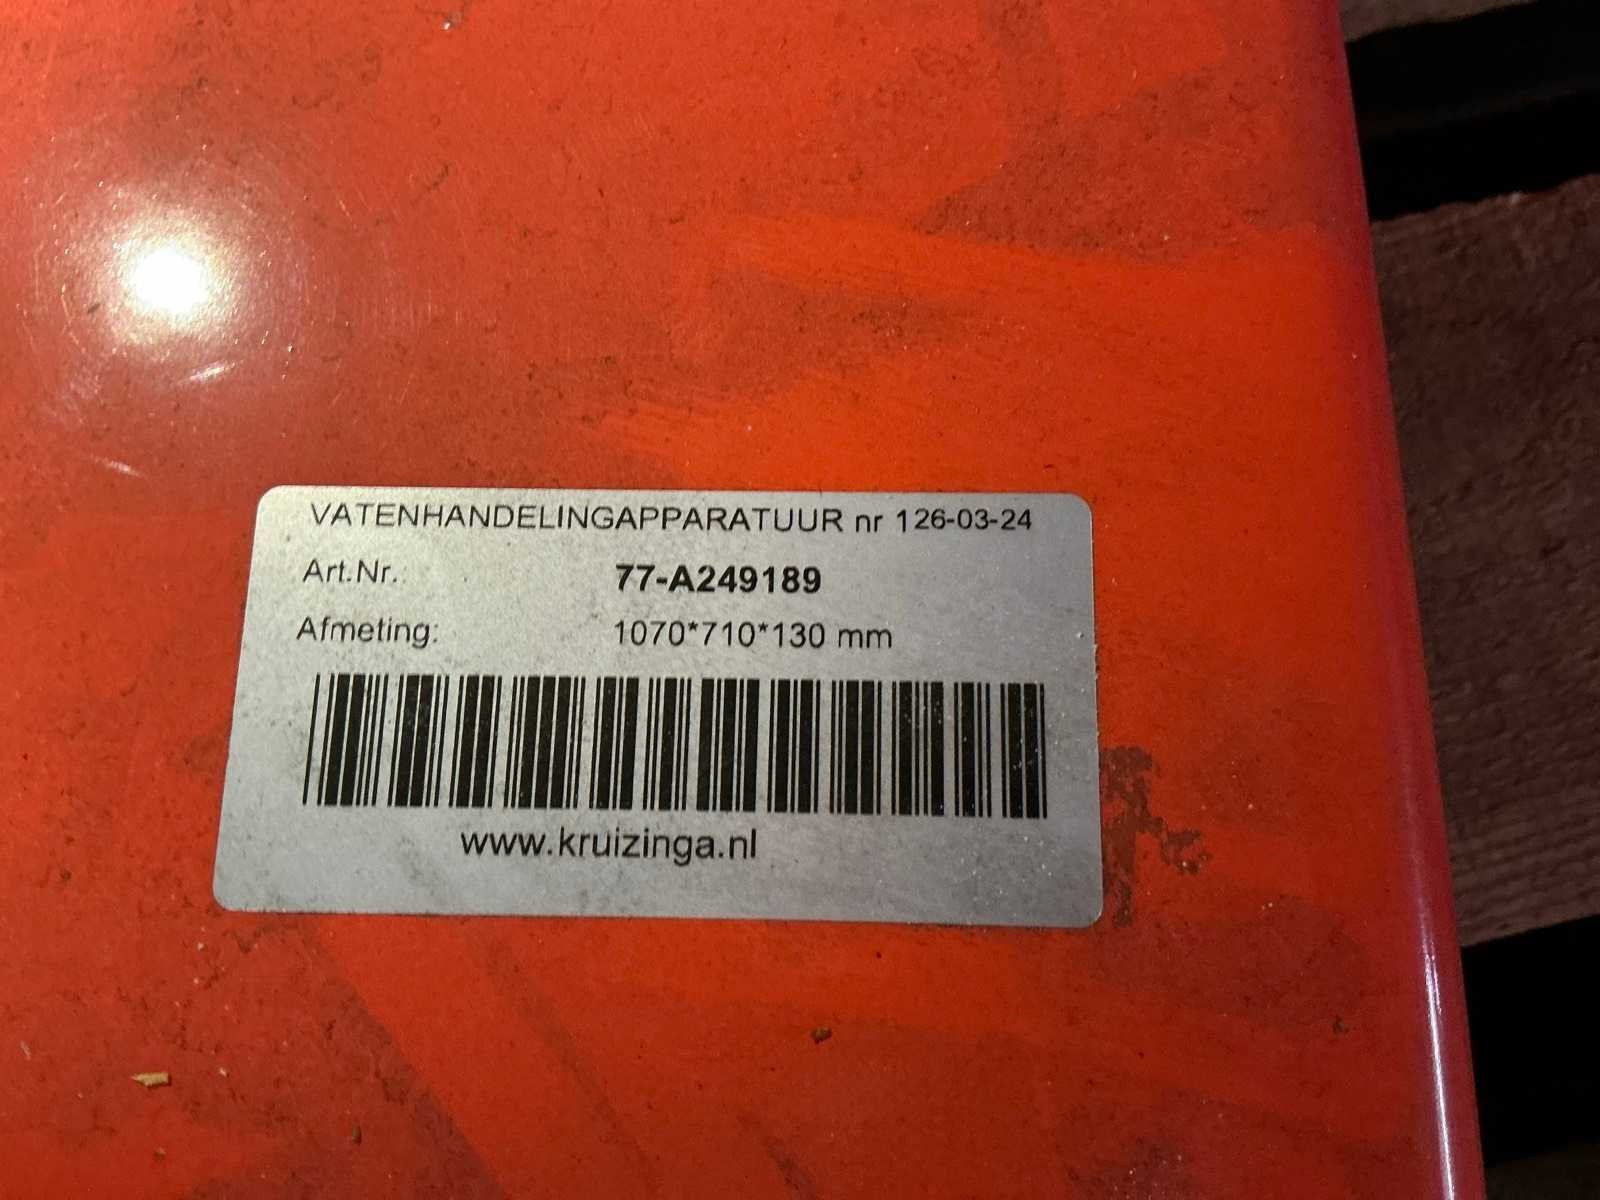 VATENHANDELINGAPPARATUUR nr 126-03-24
Art.Nr.: 77-A249189
Afmeting: 1070*710*130 mm
www.kruizinga.nl